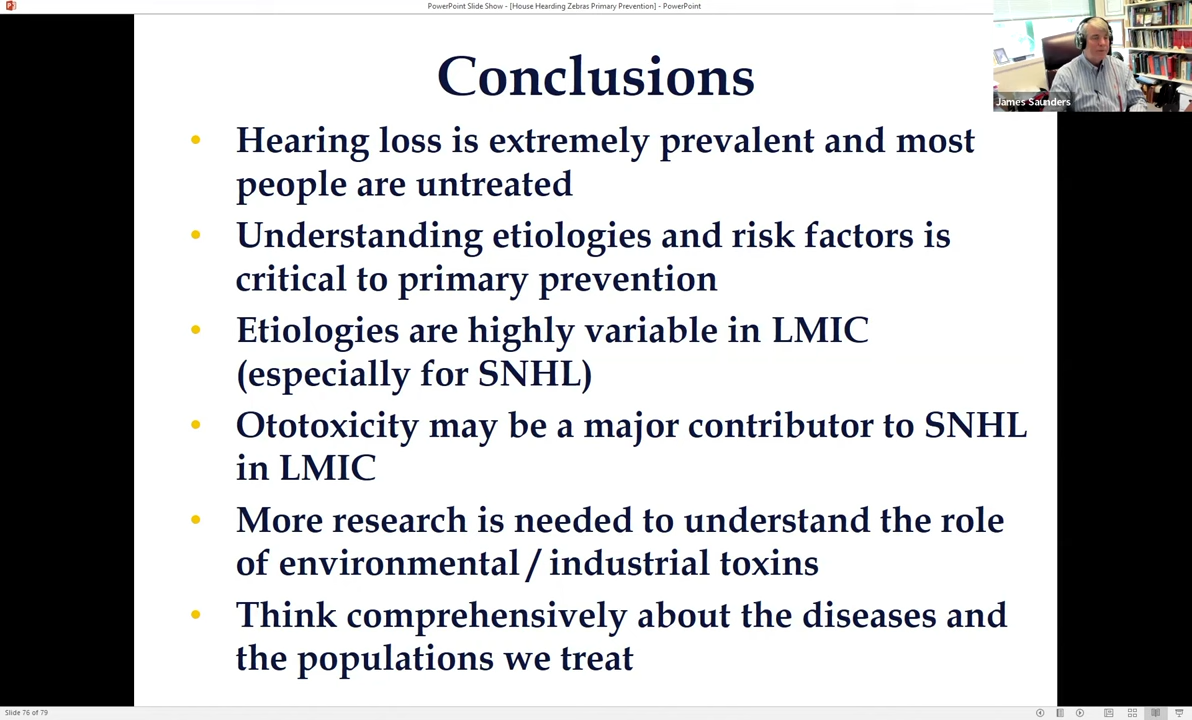 PowerPoint Slide Show - [House Hearding Zebras Primary Prevention] - PowerPoint
James Saunders
Conclusions
• Hearing loss is extremely prevalent and most
people are untreated
• Understanding etiologies and risk factors is
critical to primary prevention
• Etiologies are highly variable in LMIC
(especially for SNHL)
• Ototoxicity may be a major contributor to SNHL
in LMIC
• More research is needed to understand the role
of environmental / industrial toxins
• Think comprehensively about the diseases and
the populations we treat
Slide 76 of 79